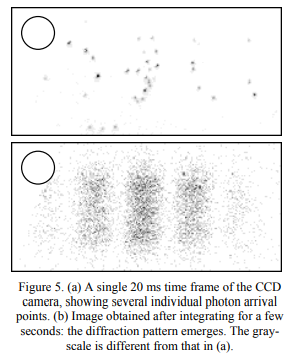 Figure 5. (a) A single 20 ms time frame of the CCD
camera, showing several individual photon arrival
points. (b) Image obtained after integrating for a few
seconds: the diffraction pattern emerges. The gray-
scale is different from that in (a).